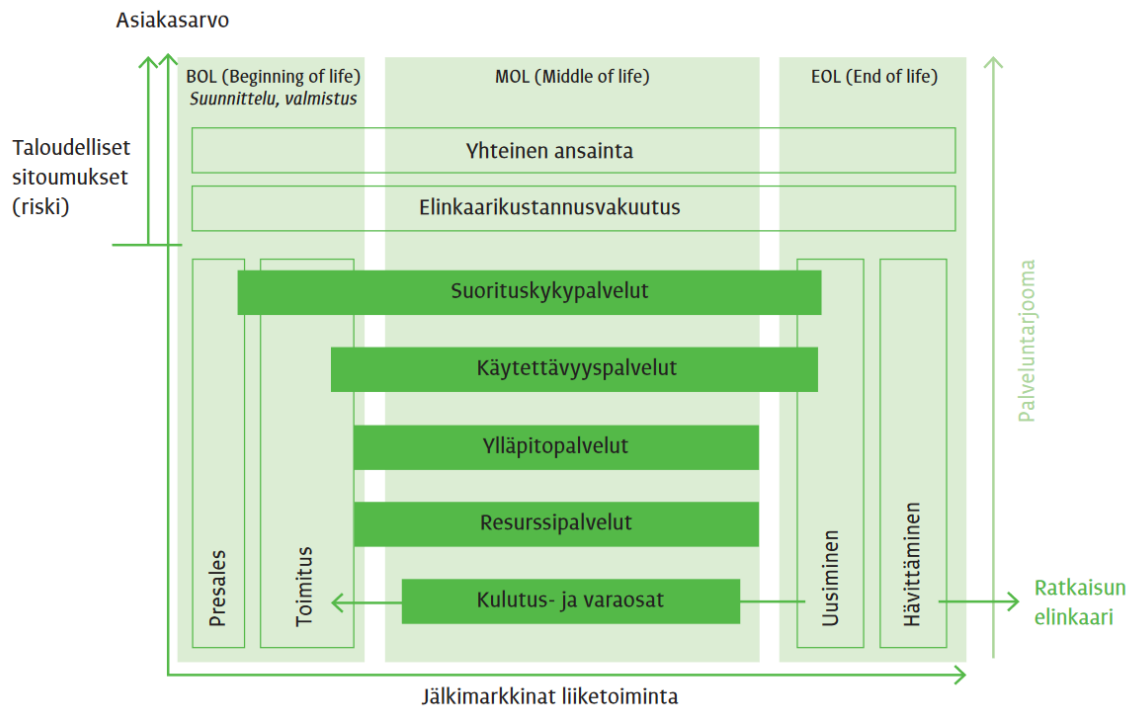 Asiakasarvo
BOL (Beginning of life)
Suunnittelu, valmistus
MOL (Middle of life)
EOL (End of life)
Taloudelliset
sitoumukset
(riski)
Yhteinen ansainta
Elinkaarikustannusvakuutus
Suorituskykypalvelut
Käytettävyyspalvelut
Ylläpitopalvelut
Resurssipalvelut
Kulutus- ja varaosat
Presales
Toimitus
Uusiminen
Hävittäminen
Palveluntarjooma
Ratkaisun
elinkaari
Jälkimarkkinat liiketoiminta